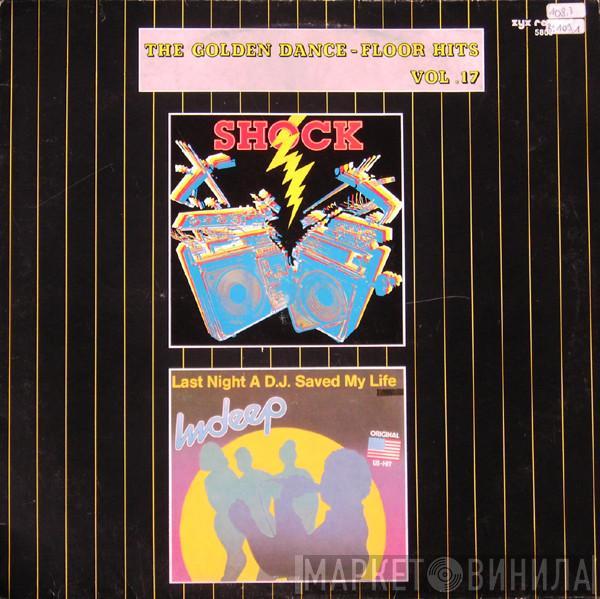 THE GOLDEN DANCE-FLOOR HITS
VOL .17
SHOCK
Last Night A D.J. Saved My Life
Indeep
ORIGINAL
US-HIT
МАРКЕТ ВИНИЛА